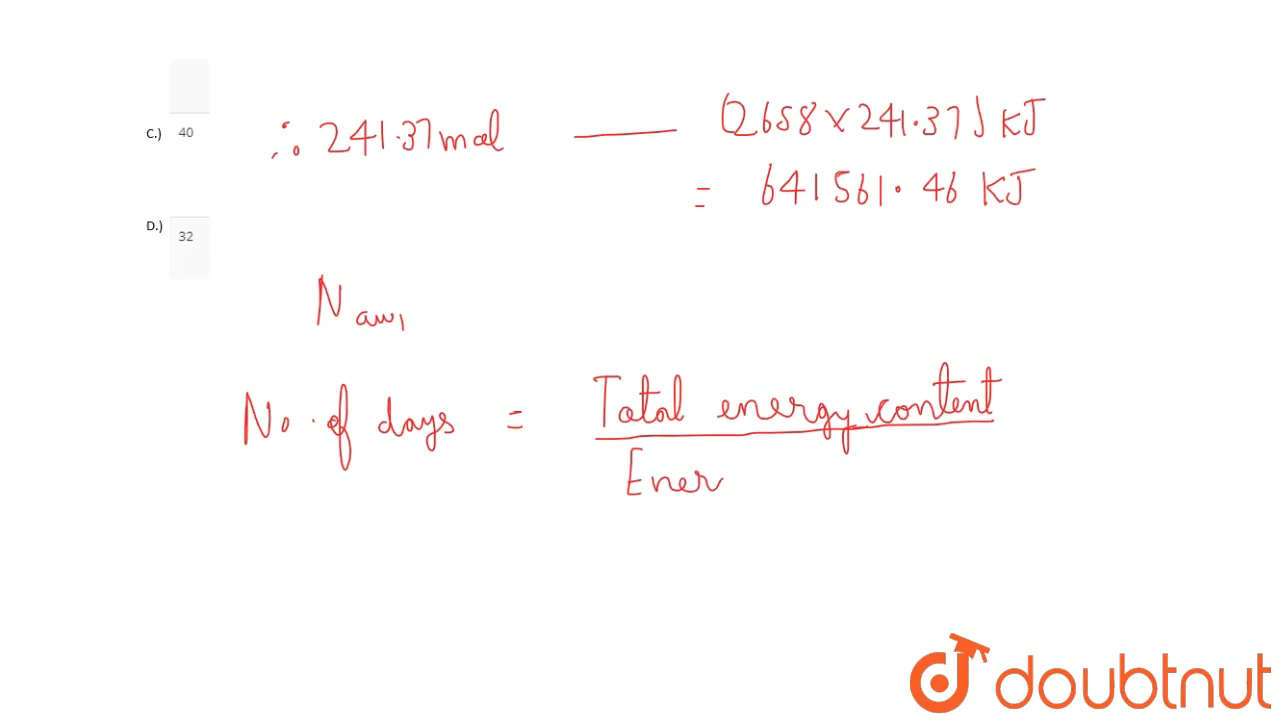 C.) 40
∴ 241.37 mol — (2658 × 241.37) KJ
= 641561.46 KJ
D.) 32
Naw,
No. of days = Total energy content
Ener
doubtnut